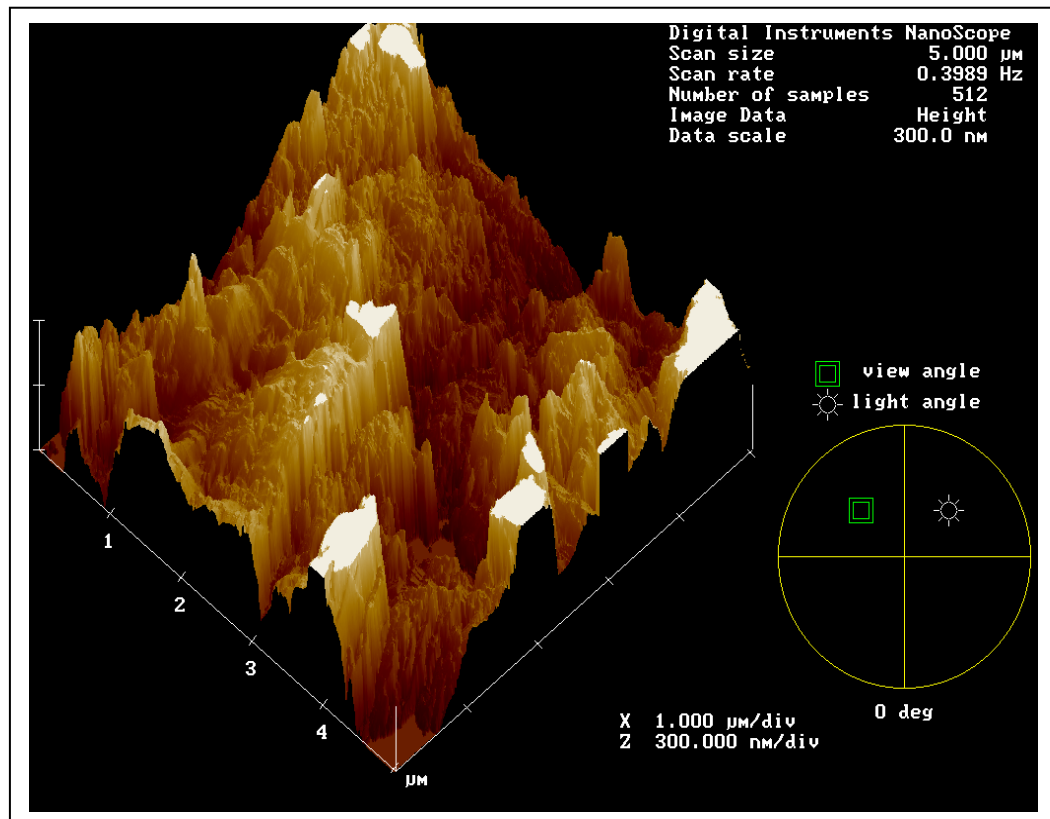 Digital Instruments NanoScope
Scan size 5.000 µm
Scan rate 0.3989 Hz
Number of samples 512
Image Data Height
Data scale 300.0 nm
view angle
light angle
0 deg
1
2
3
4
µm
X 1.000 µm/div
Z 300.000 nm/div